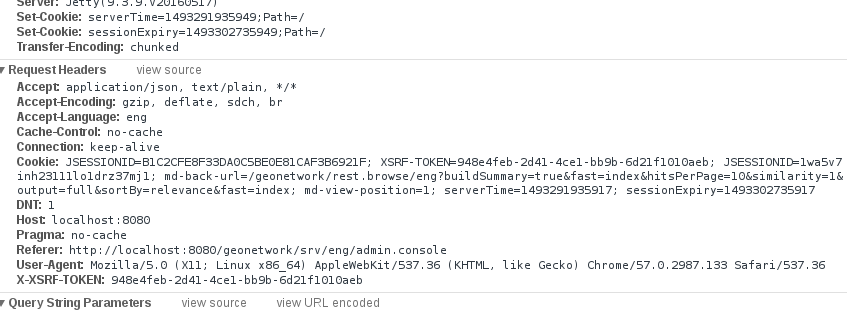 Server: Jetty(9.3.9.v20160517)
Set-Cookie: serverTime=1493291935949;Path=/
Set-Cookie: sessionExpiry=1493302735949;Path=/
Transfer-Encoding: chunked
▼ Request Headers view source
Accept: application/json, text/plain, */*
Accept-Encoding: gzip, deflate, sdch, br
Accept-Language: eng
Cache-Control: no-cache
Connection: keep-alive
Cookie: JSESSIONID=B1C2CFE8F33DA0C5BE0E81CAF3B6921F; XSRF-TOKEN=948e4feb-2d41-4ce1-bb9b-6d21f1010aeb; JSESSIONID=1wa5v7
inh23111lo1drz37mj1; md-back-url=/geonetwork/rest.browse/eng?buildSummary=true&fast=index&hitsPerPage=10&similarity=1&
output=full&sortBy=relevance&fast=index; md-view-position=1; serverTime=1493291935917; sessionExpiry=1493302735917
DNT: 1
Host: localhost:8080
Pragma: no-cache
Referer: http://localhost:8080/geonetwork/srv/eng/admin.console
User-Agent: Mozilla/5.0 (X11; Linux x86_64) AppleWebKit/537.36 (KHTML, like Gecko) Chrome/57.0.2987.133 Safari/537.36
X-XSRF-TOKEN: 948e4feb-2d41-4ce1-bb9b-6d21f1010aeb
▼ Query String Parameters view source view URL encoded